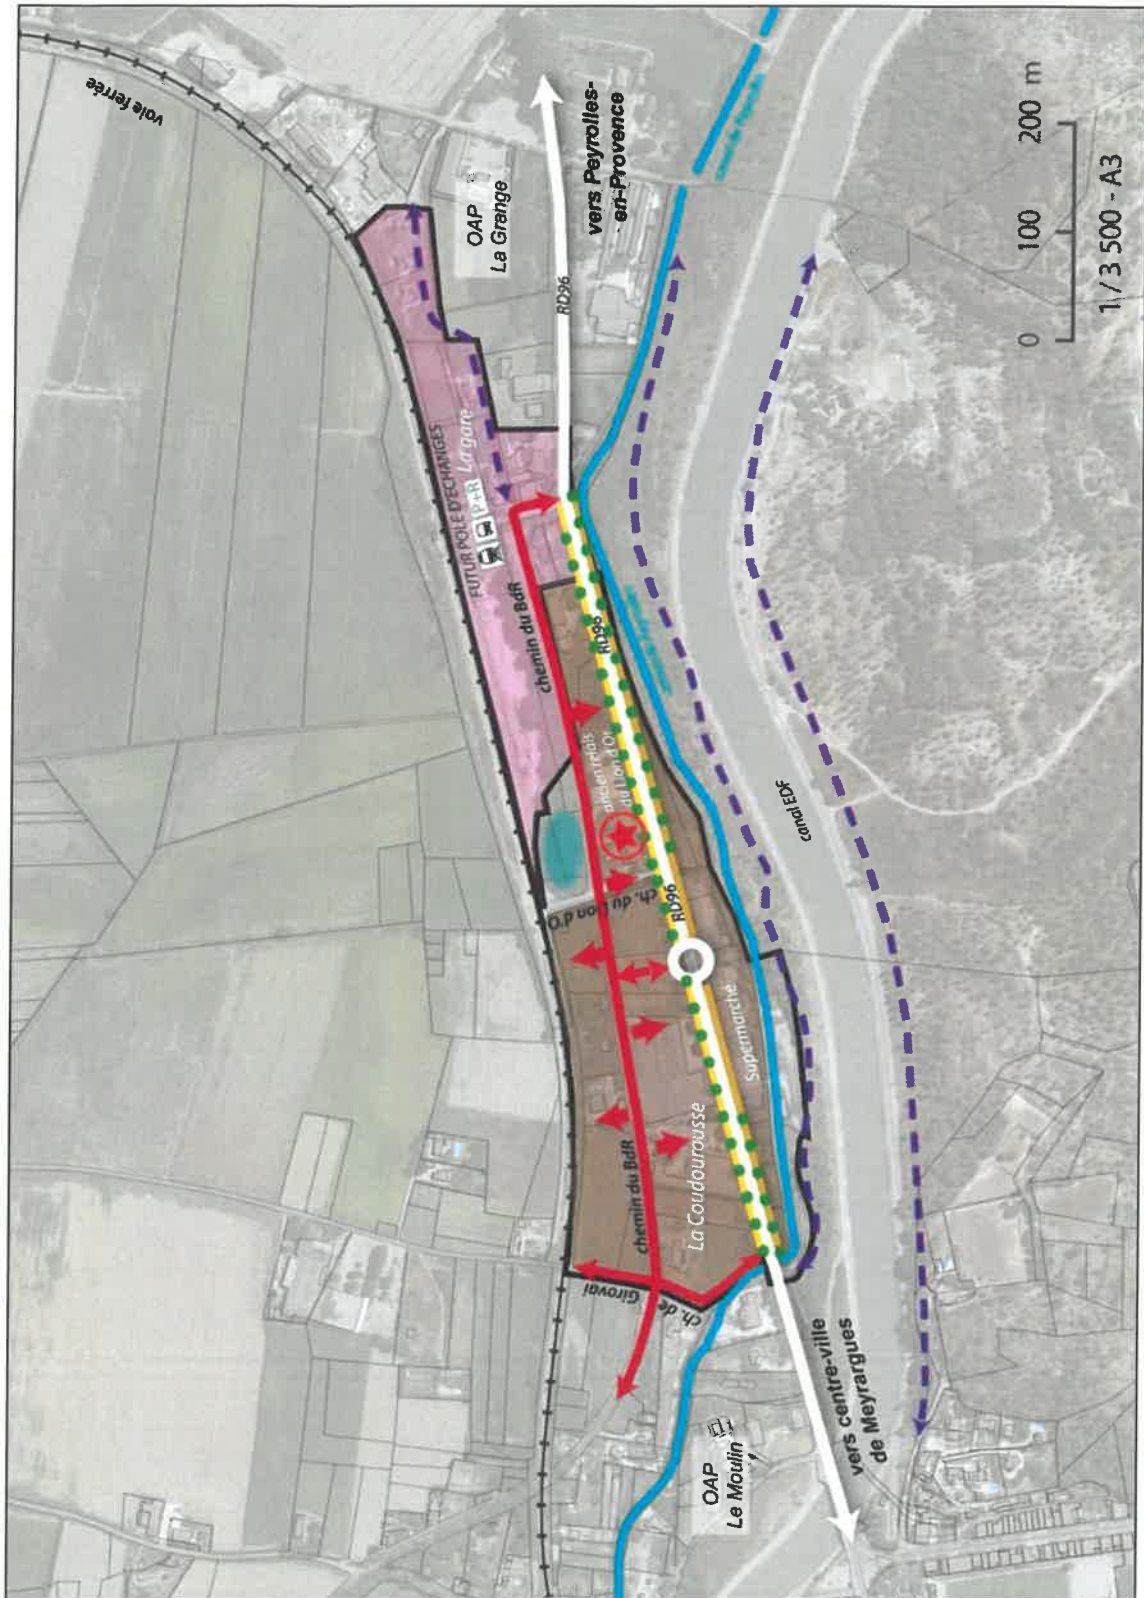 voie ferrée
OAP
La Grange
vers Peyrolles-
en-Provence
RD96
FUTUR POLE D'ECHANGES
P+R La gare
chemin du BdR
RD96
ancien relais
du Lion d'Or
ch. du Lion d'Or
RD96
canal EDF
Supermarché
La Coudourousse
chemin du BdR
ch. de
Girovai
OAP
Le Moulin
vers centre-ville
de Meyrargues
0 100 200 m
1/3 500 - A3